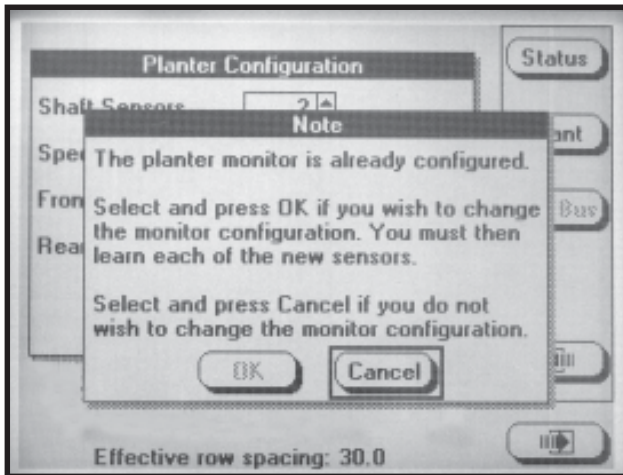 Planter Configuration
Status
Shaft Sensors 2
Note
The planter monitor is already configured.
Select and press OK if you wish to change
the monitor configuration. You must then
learn each of the new sensors.
Select and press Cancel if you do not
wish to change the monitor configuration.
OK Cancel
Bus
Effective row spacing: 30.0